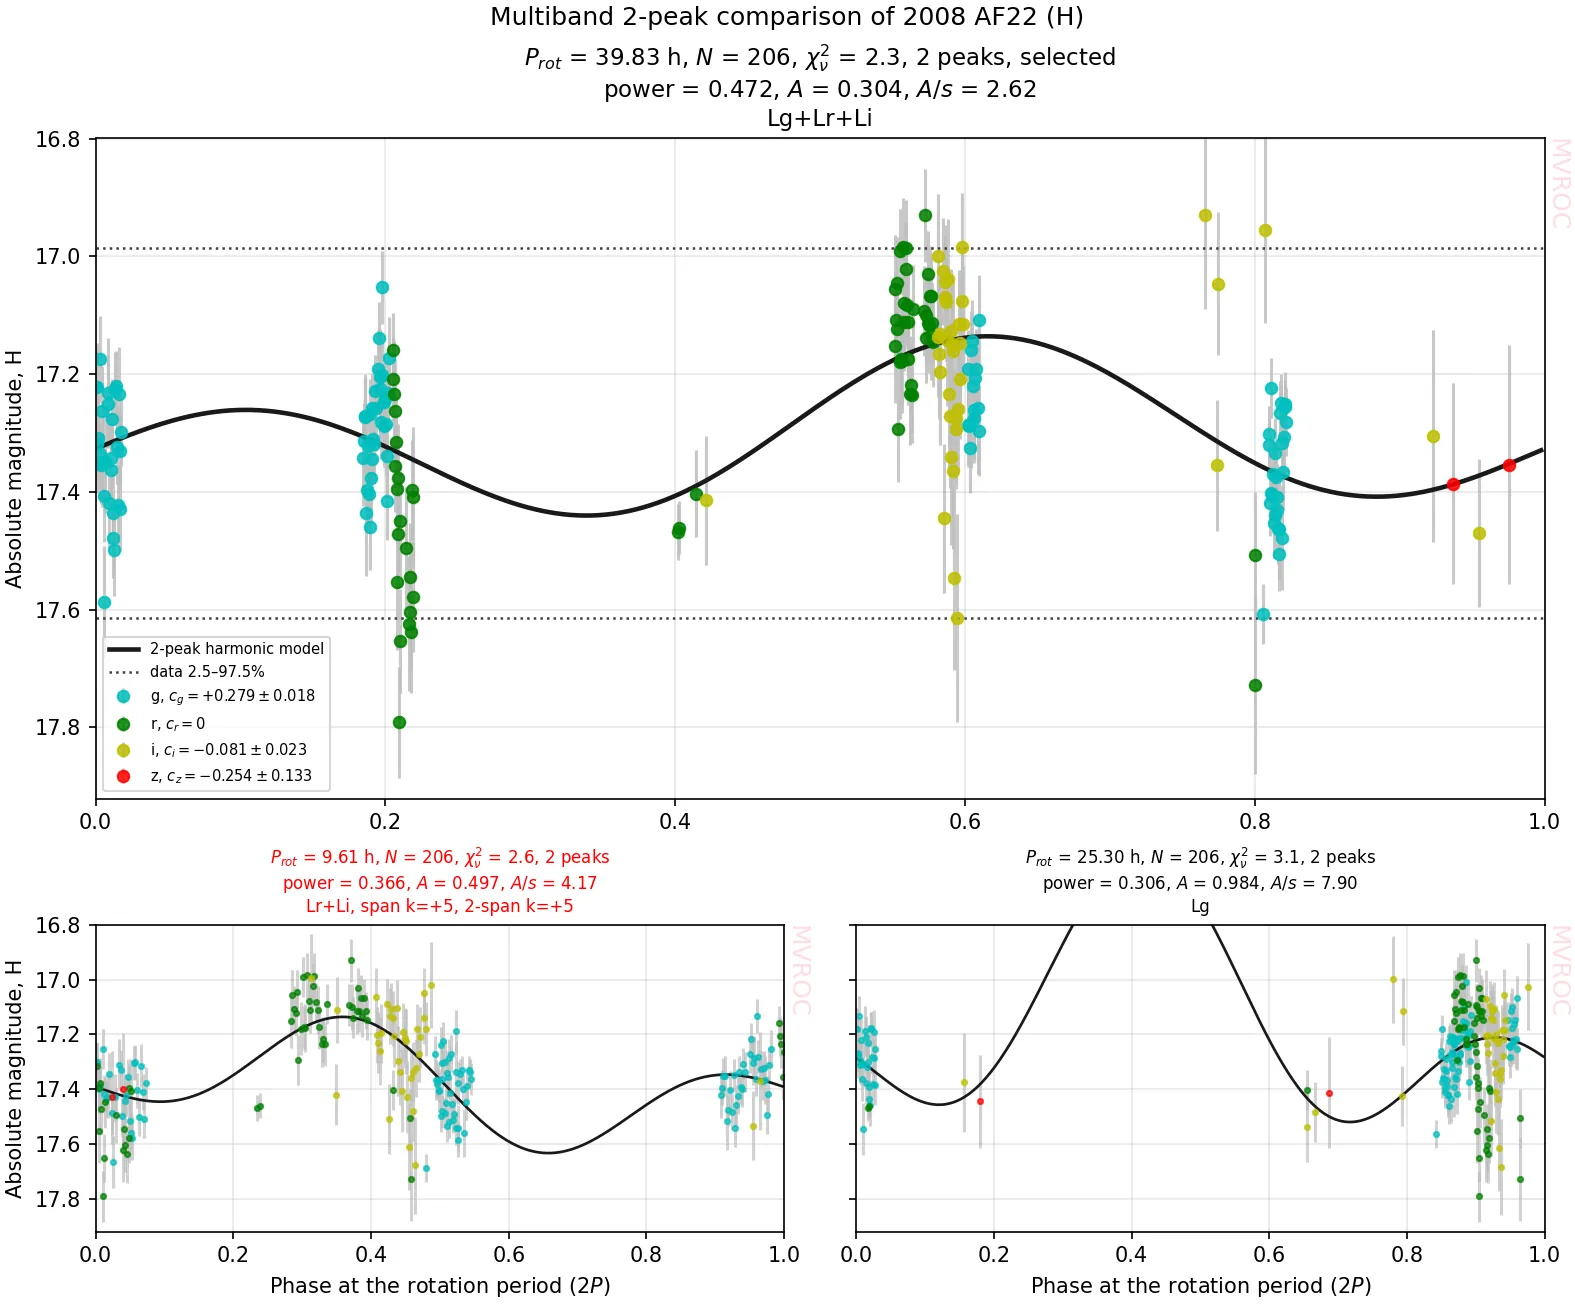 Multiband 2-peak comparison of 2008 AF22 (H)
P_rot = 39.83 h, N = 206, χ²_ν = 2.3, 2 peaks, selected
power = 0.472, A = 0.304, A/s = 2.62
Lg+Lr+Li
16.8
17.0
17.2
17.4
17.6
17.8
Absolute magnitude, H
MVROC
2-peak harmonic model
data 2.5–97.5%
g, c_g = +0.279 ± 0.018
r, c_r = 0
i, c_i = −0.081 ± 0.023
z, c_z = −0.254 ± 0.133
0.0 0.2 0.4 0.6 0.8 1.0
P_rot = 9.61 h, N = 206, χ²_ν = 2.6, 2 peaks
power = 0.366, A = 0.497, A/s = 4.17
Lr+Li, span k=+5, 2-span k=+5
16.8
17.0
17.2
17.4
17.6
17.8
Absolute magnitude, H
MVROC
0.0 0.2 0.4 0.6 0.8 1.0
Phase at the rotation period (2P)
P_rot = 25.30 h, N = 206, χ²_ν = 3.1, 2 peaks
power = 0.306, A = 0.984, A/s = 7.90
Lg
MVROC
0.0 0.2 0.4 0.6 0.8 1.0
Phase at the rotation period (2P)